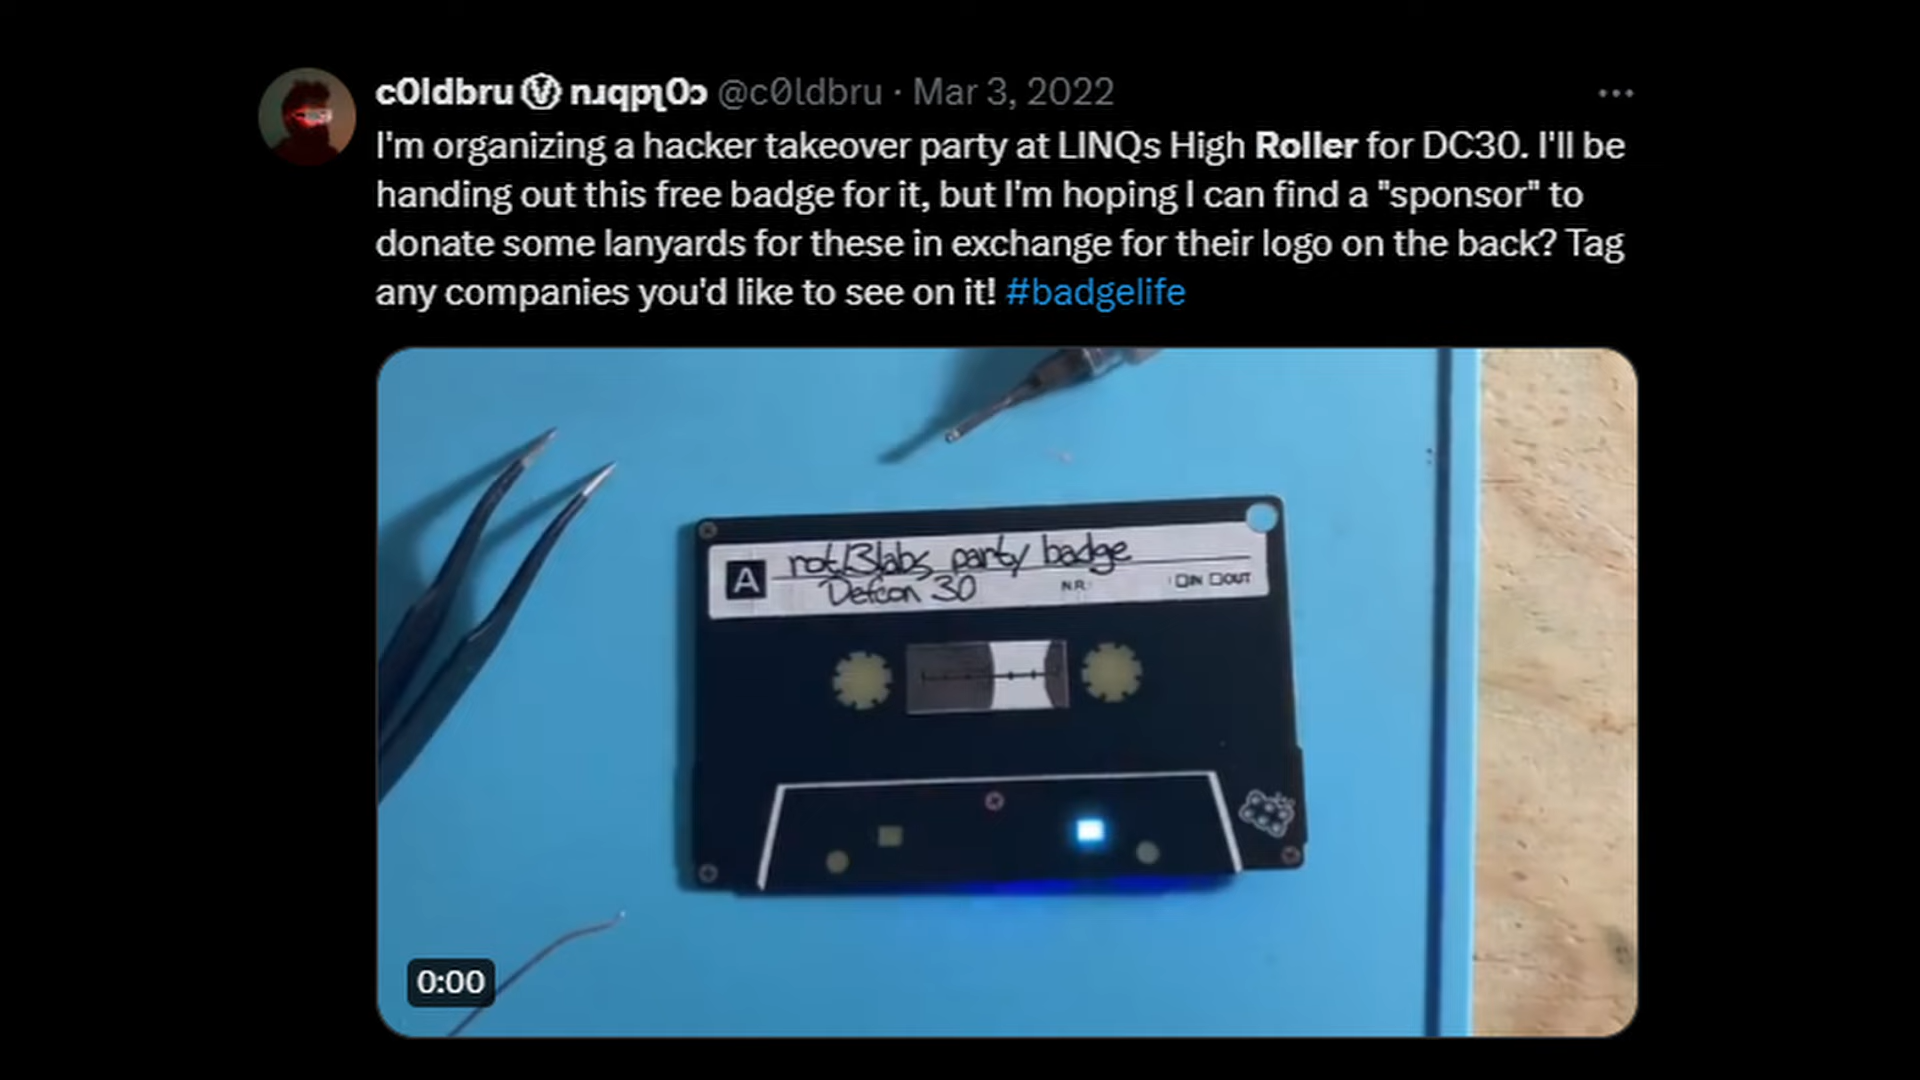 c0ldbru Ⓥ nɹqpʅ0ɔ @c0ldbru · Mar 3, 2022
I'm organizing a hacker takeover party at LINQs High Roller for DC30. I'll be
handing out this free badge for it, but I'm hoping I can find a "sponsor" to
donate some lanyards for these in exchange for their logo on the back? Tag
any companies you'd like to see on it! #badgelife
A
rot13labs party badge
Defcon 30
N.R.
IN OUT
0:00